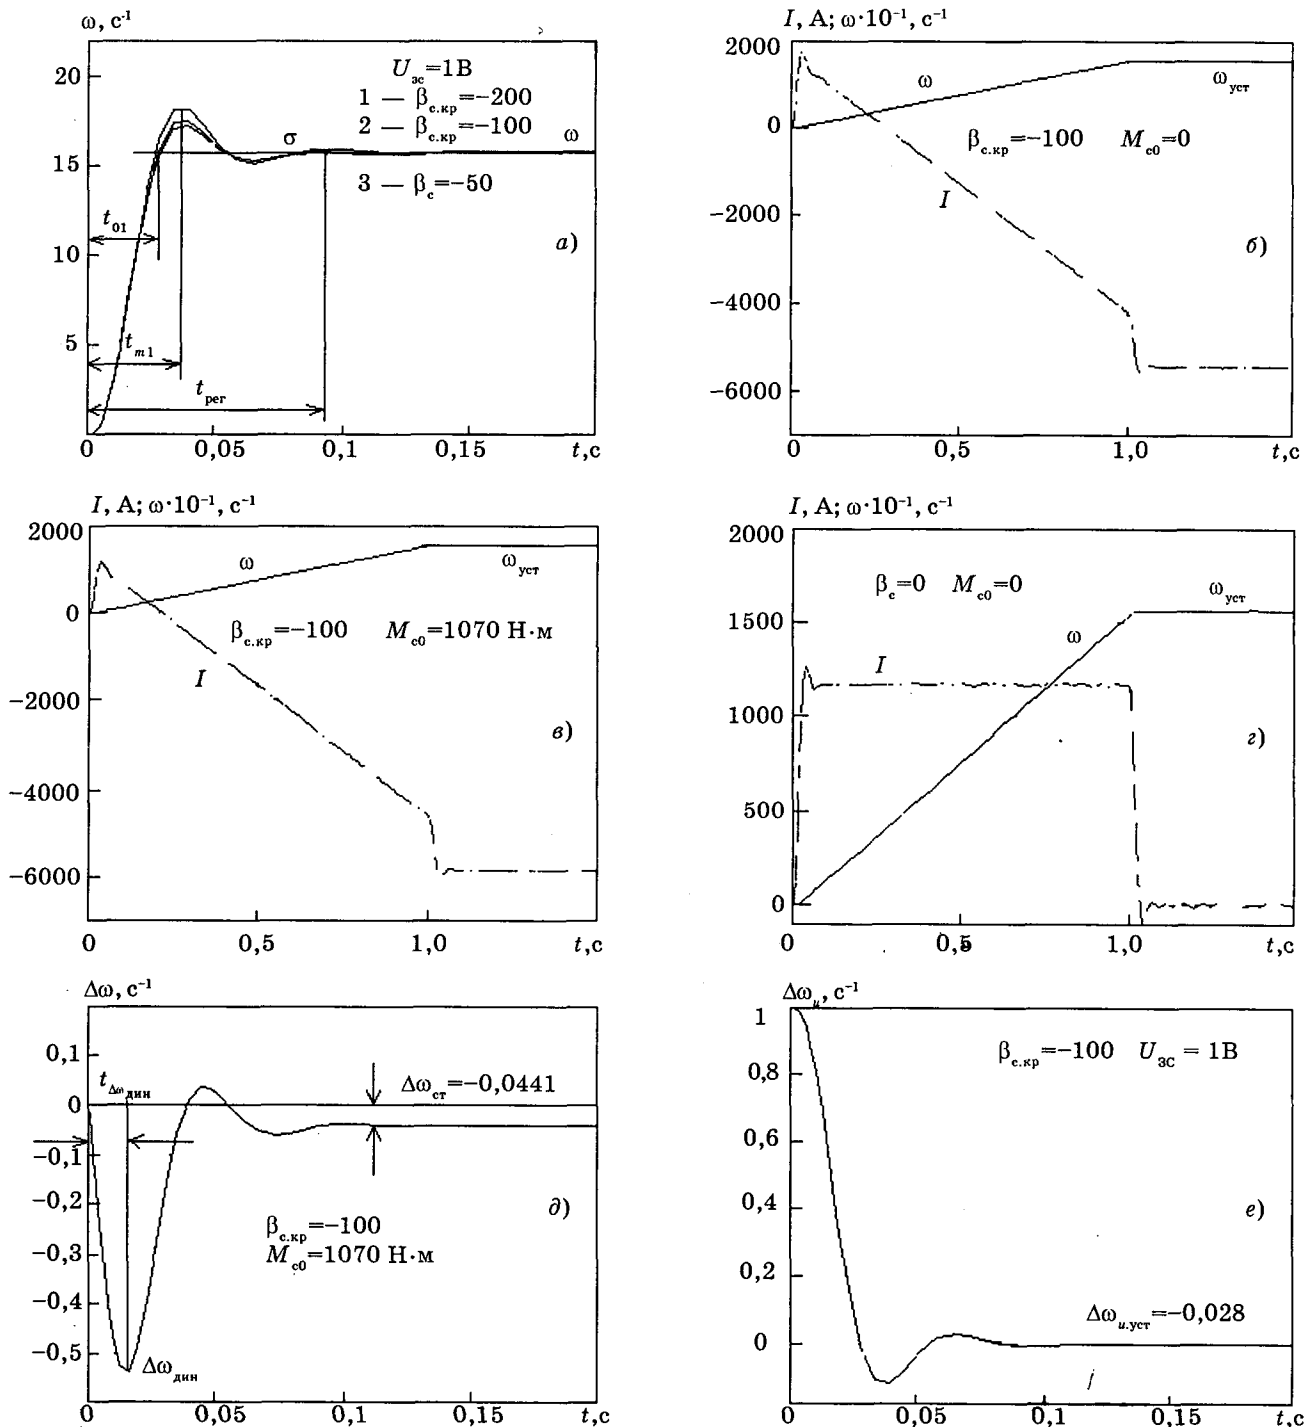 ω, с⁻¹
20
15
10
5
0
0,05
0,1
0,15
t,с
U_зс=1В
1 — β_с.кр=−200
2 — β_с.кр=−100
σ
ω
3 — β_с=−50
t_01
а)
t_m1
t_рег
I, А; ω·10⁻¹, с⁻¹
2000
0
−2000
−4000
−6000
0
0,5
1,0
t,с
ω
ω_уст
β_с.кр=−100 M_с0=0
I
б)
I, А; ω·10⁻¹, с⁻¹
2000
0
−2000
−4000
−6000
0
0,5
1,0
t,с
ω
ω_уст
β_с.кр=−100 M_с0=1070 Н·м
I
в)
I, А; ω·10⁻¹, с⁻¹
2000
1500
1000
500
0
0
0,5
1,0
t,с
β_с=0 M_с0=0
ω_уст
ω
I
г)
Δω, с⁻¹
0,1
0
−0,1
−0,2
−0,3
−0,4
−0,5
0
0,05
0,1
0,15
t,с
t_Δω_дин
Δω_ст=−0,0441
д)
β_с.кр=−100
M_с0=1070 Н·м
Δω_дин
Δω_и, с⁻¹
1
0,8
0,6
0,4
0,2
0
0
0,05
0,1
0,15
t,с
β_с.кр=−100 U_ЗС = 1В
е)
Δω_и.уст=−0,028